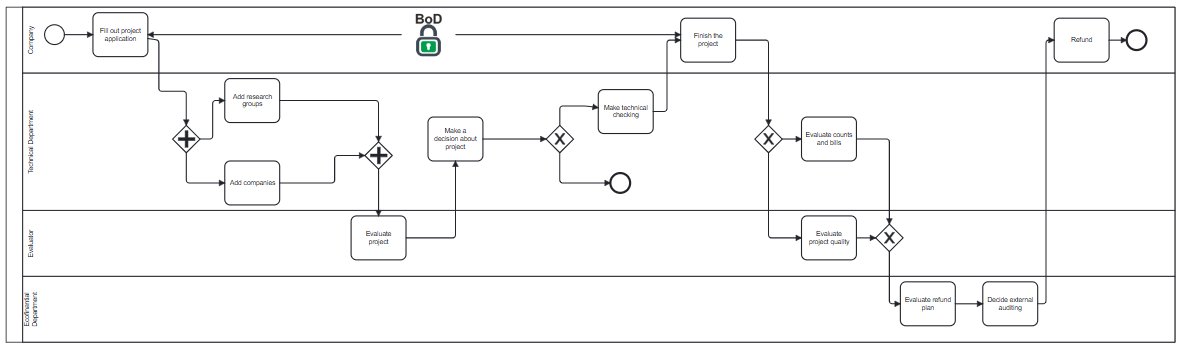 Company
Fill out project
application
BoD
Finish the
project
Refund
Technical Department
Add research
groups
Add companies
Make a
decision about
project
X
Make technical
checking
X
Evaluate counts
and bills
Evaluator
Evaluate
project
Evaluate
project quality
X
Ecofinential
Department
Evaluate refund
plan
Decide external
auditing